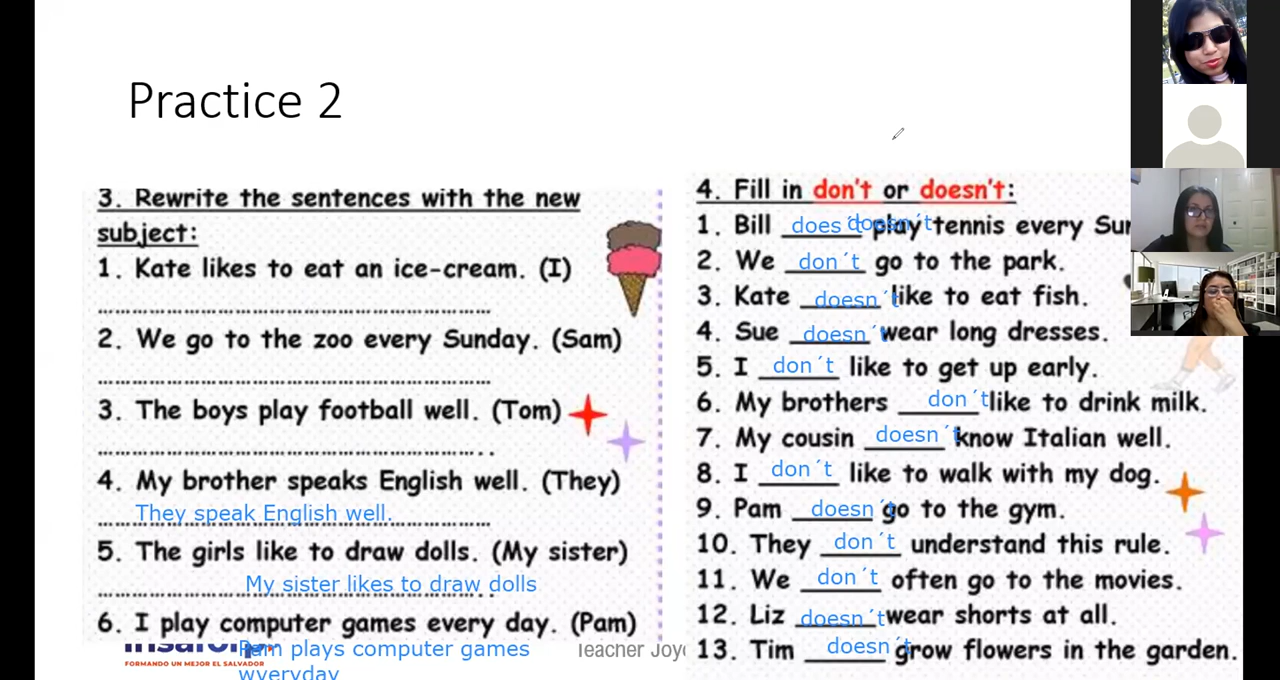 Practice 2
3. Rewrite the sentences with the new
subject:
1. Kate likes to eat an ice-cream. (I)
2. We go to the zoo every Sunday. (Sam)
3. The boys play football well. (Tom)
4. My brother speaks English well. (They)
They speak English well.
5. The girls like to draw dolls. (My sister)
My sister likes to draw dolls
6. I play computer games every day. (Pam)
Pam plays computer games
wveryday
FORMANDO UN MEJOR EL SALVADOR
Teacher
4. Fill in don't or doesn't:
1. Bill does´t doesn´t play tennis every
2. We don´t go to the park.
3. Kate doesn´t like to eat fish.
4. Sue doesn´t wear long dresses.
5. I don´t like to get up early.
6. My brothers don´t like to drink milk.
7. My cousin doesn´t know Italian well.
8. I don´t like to walk with my dog.
9. Pam doesn´t go to the gym.
10. They don´t understand this rule.
11. We don´t often go to the movies.
12. Liz doesn´t wear shorts at all.
13. Tim doesn´t grow flowers in the garden.